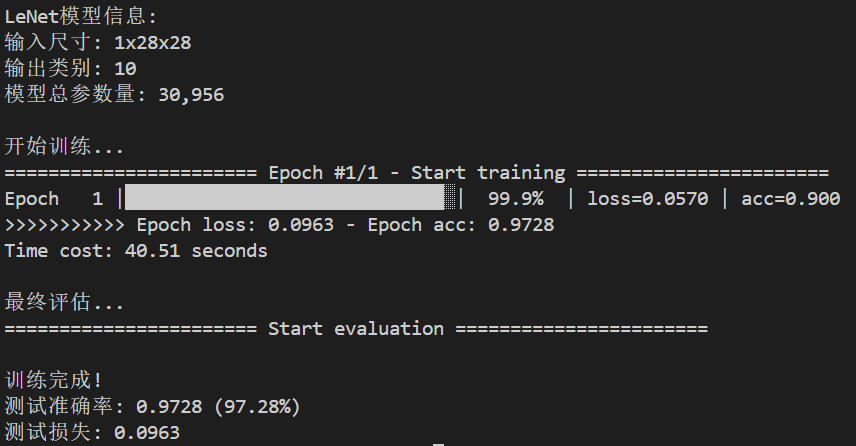 LeNet模型信息:
输入尺寸: 1x28x28
输出类别: 10
模型总参数量: 30,956
开始训练...
======================= Epoch #1/1 - Start training =======================
Epoch   1 |█████████████████████████████░|  99.9%  | loss=0.0570 | acc=0.900
>>>>>>>>>>> Epoch loss: 0.0963 - Epoch acc: 0.9728
Time cost: 40.51 seconds
最终评估...
======================= Start evaluation =======================
训练完成!
测试准确率: 0.9728 (97.28%)
测试损失: 0.0963